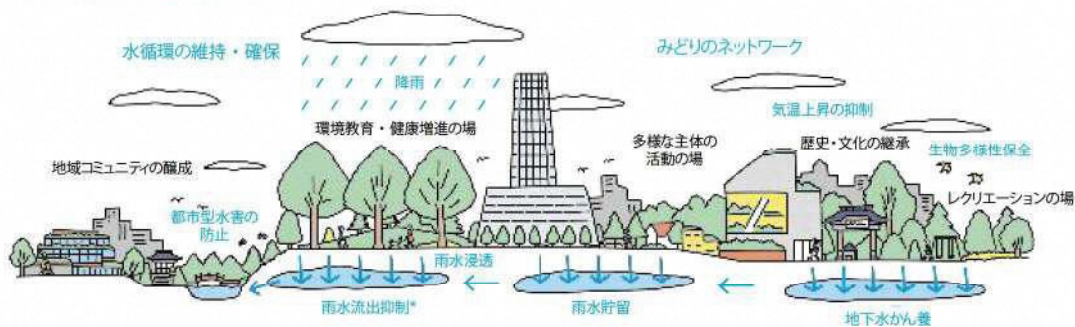 水循環の維持・確保
みどりのネットワーク
降雨
気温上昇の抑制
環境教育・健康増進の場
多様な主体の
活動の場
歴史・文化の継承
生物多様性保全
地域コミュニティの醸成
レクリエーションの場
都市型水害の
防止
雨水浸透
雨水流出抑制*
雨水貯留
地下水かん養